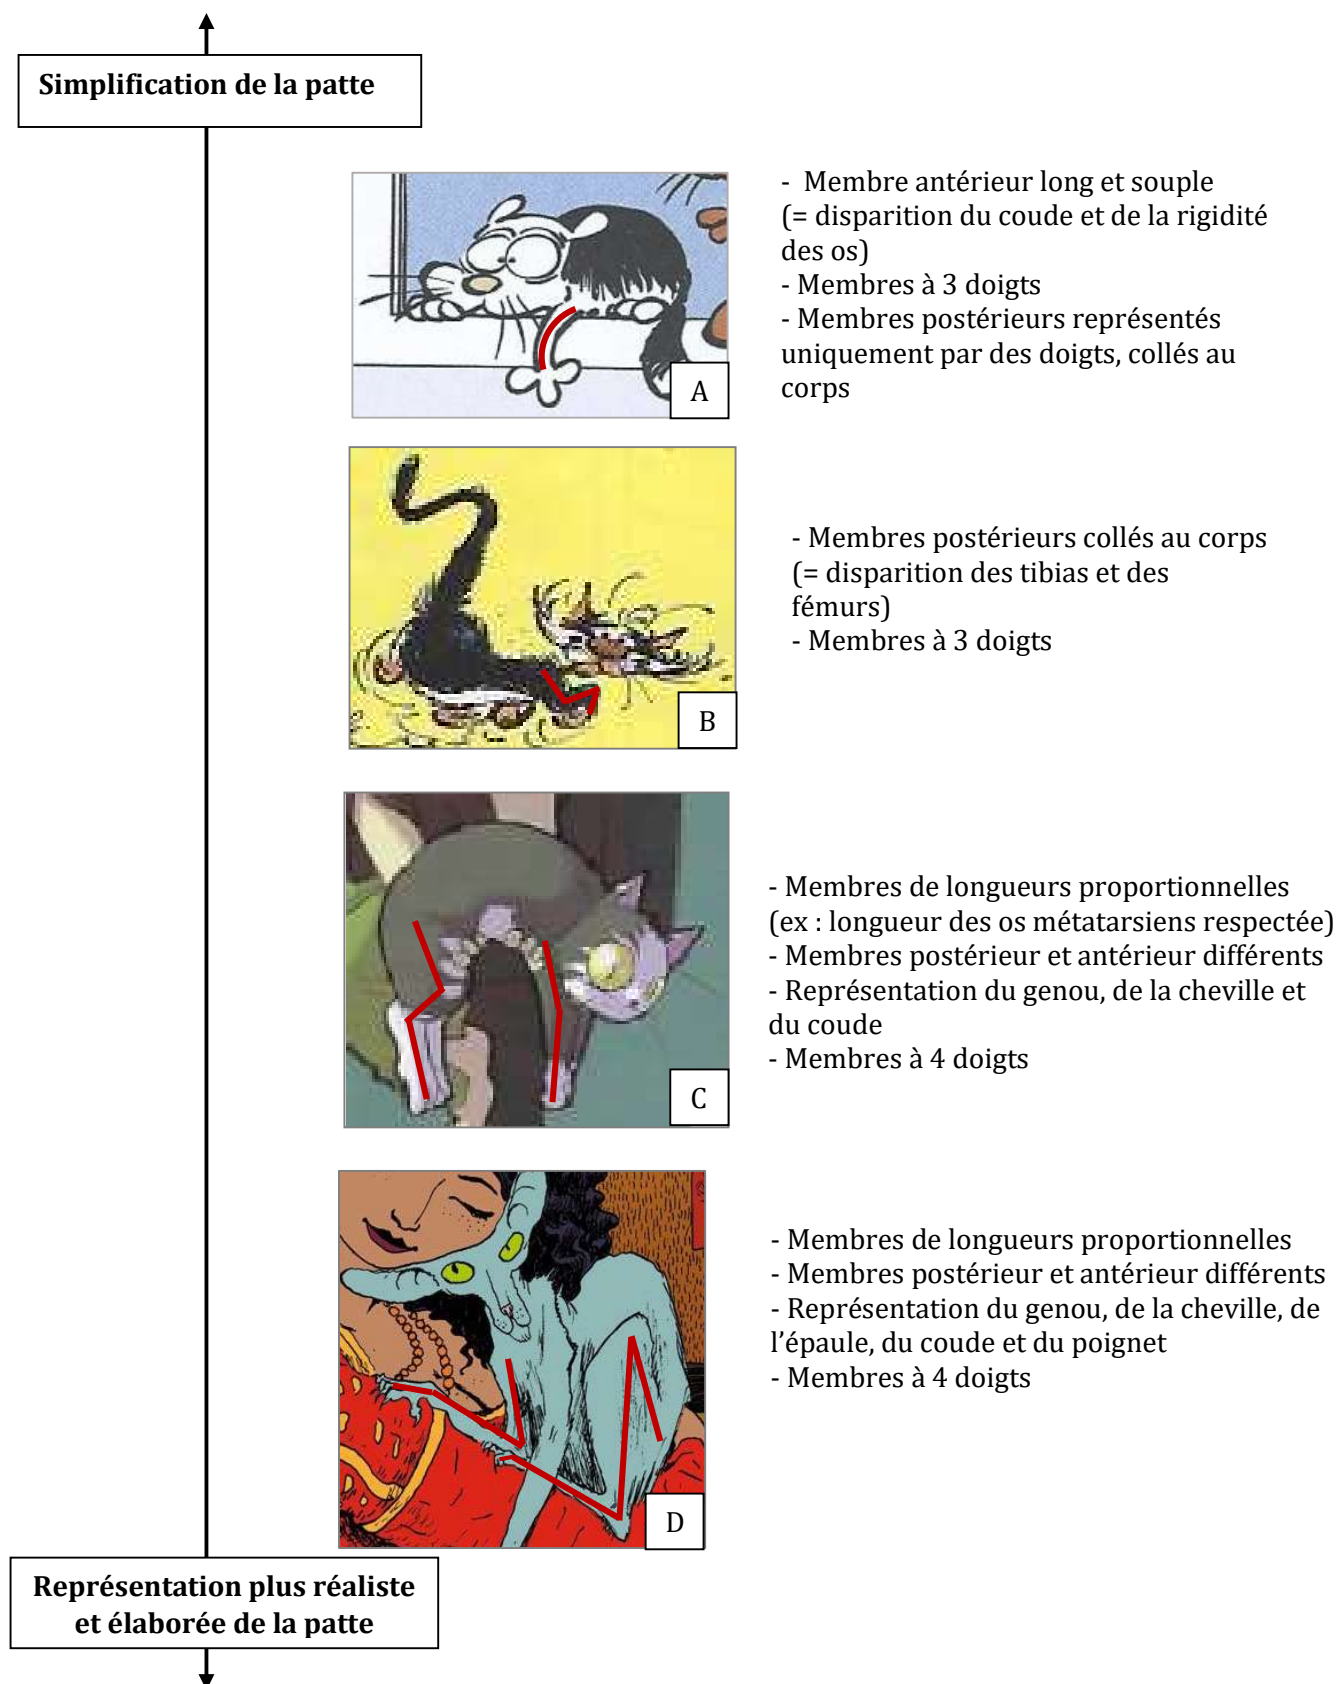 Simplification de la patte
-  Membre antérieur long et souple
(= disparition du coude et de la rigidité
des os)
- Membres à 3 doigts
- Membres postérieurs représentés
uniquement par des doigts, collés au
corps
A
- Membres postérieurs collés au corps
(= disparition des tibias et des
fémurs)
- Membres à 3 doigts
B
- Membres de longueurs proportionnelles
(ex : longueur des os métatarsiens respectée)
- Membres postérieur et antérieur différents
- Représentation du genou, de la cheville et
du coude
- Membres à 4 doigts
C
- Membres de longueurs proportionnelles
- Membres postérieur et antérieur différents
- Représentation du genou, de la cheville, de
l’épaule, du coude et du poignet
- Membres à 4 doigts
D
Représentation plus réaliste
et élaborée de la patte